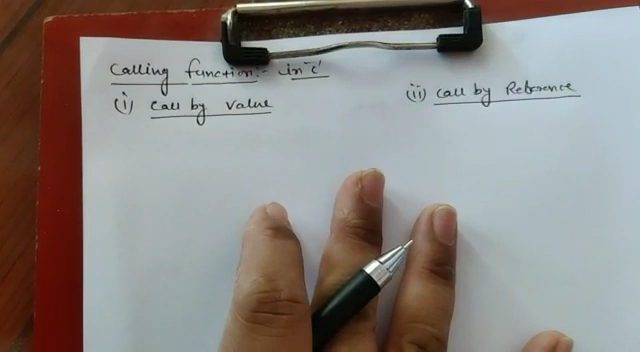 Calling function:- in 'c'
(i) Call by value
(ii) Call by Reference